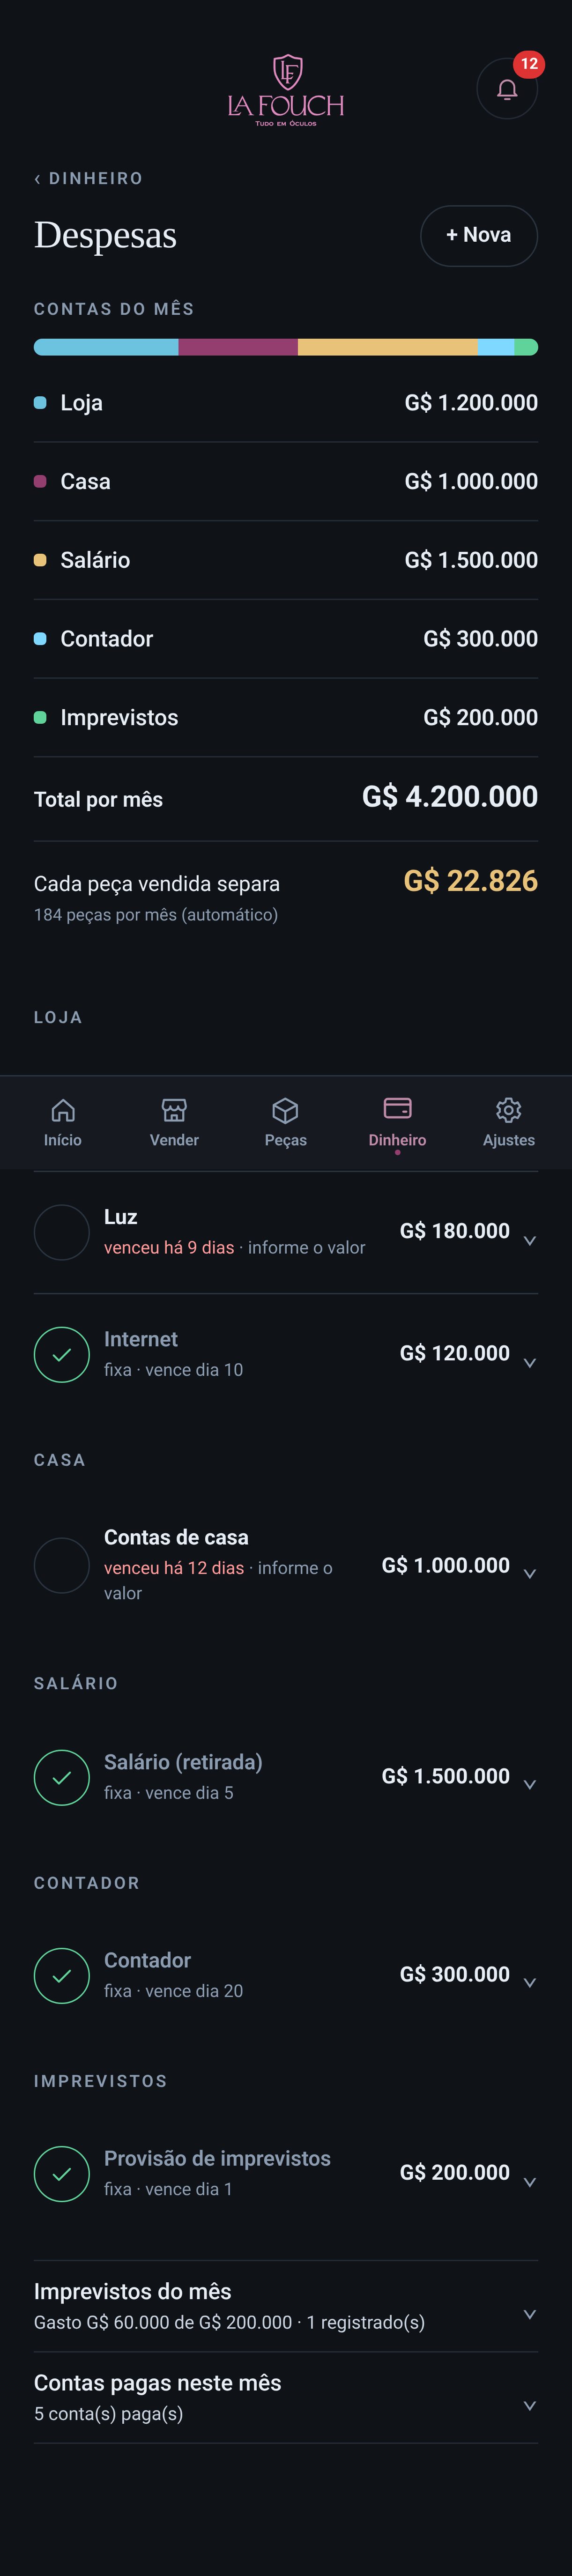 LF
LA FOUCH
TUDO EM ÓCULOS
12
‹ DINHEIRO
Despesas
+ Nova
CONTAS DO MÊS
Loja G$ 1.200.000
Casa G$ 1.000.000
Salário G$ 1.500.000
Contador G$ 300.000
Imprevistos G$ 200.000
Total por mês G$ 4.200.000
Cada peça vendida separa G$ 22.826
184 peças por mês (automático)
LOJA
Início Vender Peças Dinheiro Ajustes
Luz G$ 180.000
venceu há 9 dias · informe o valor
Internet G$ 120.000
fixa · vence dia 10
CASA
Contas de casa G$ 1.000.000
venceu há 12 dias · informe o
valor
SALÁRIO
Salário (retirada) G$ 1.500.000
fixa · vence dia 5
CONTADOR
Contador G$ 300.000
fixa · vence dia 20
IMPREVISTOS
Provisão de imprevistos G$ 200.000
fixa · vence dia 1
Imprevistos do mês
Gasto G$ 60.000 de G$ 200.000 · 1 registrado(s)
Contas pagas neste mês
5 conta(s) paga(s)